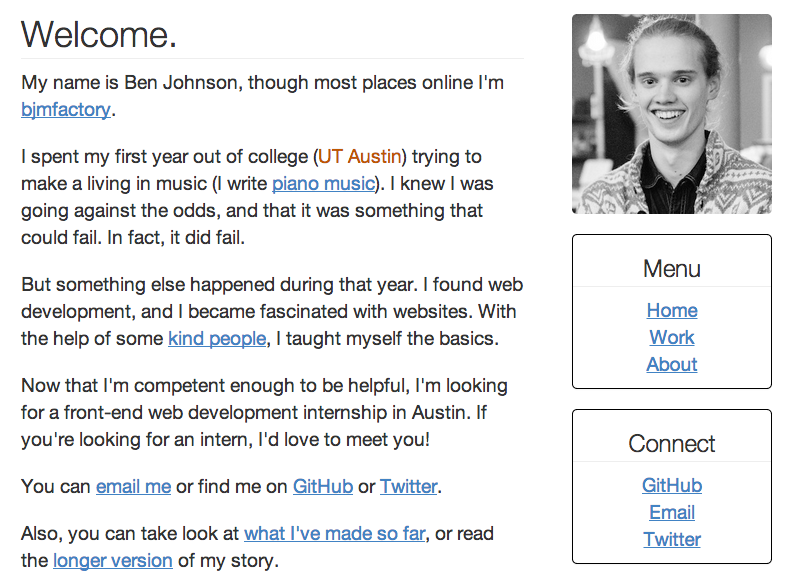 Welcome.
My name is Ben Johnson, though most places online I'm
bjmfactory.
I spent my first year out of college (UT Austin) trying to
make a living in music (I write piano music). I knew I was
going against the odds, and that it was something that
could fail. In fact, it did fail.
But something else happened during that year. I found web
development, and I became fascinated with websites. With
the help of some kind people, I taught myself the basics.
Now that I'm competent enough to be helpful, I'm looking
for a front-end web development internship in Austin. If
you're looking for an intern, I'd love to meet you!
You can email me or find me on GitHub or Twitter.
Also, you can take look at what I've made so far, or read
the longer version of my story.
Menu
Home
Work
About
Connect
GitHub
Email
Twitter